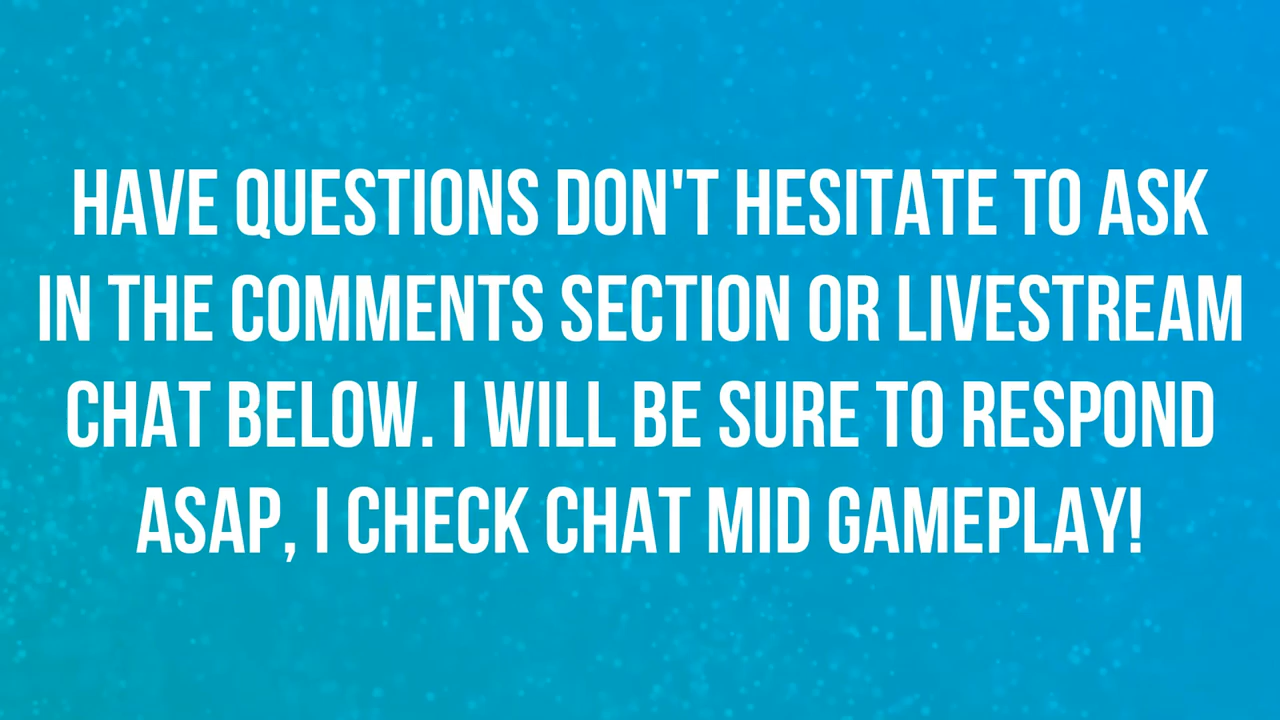 HAVE QUESTIONS DON'T HESITATE TO ASK
IN THE COMMENTS SECTION OR LIVESTREAM
CHAT BELOW. I WILL BE SURE TO RESPOND
ASAP, I CHECK CHAT MID GAMEPLAY!